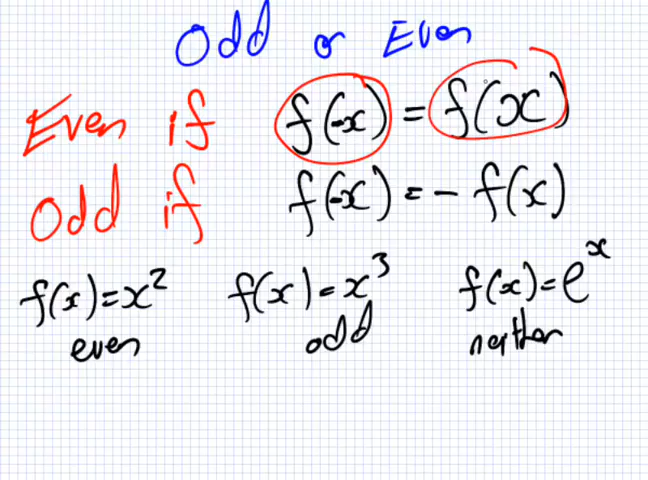 Odd or Even
Even if f(-x) = f(x)
Odd if f(-x) = - f(x)
f(x)=x² f(x)=x³ f(x)=eˣ
even odd neither